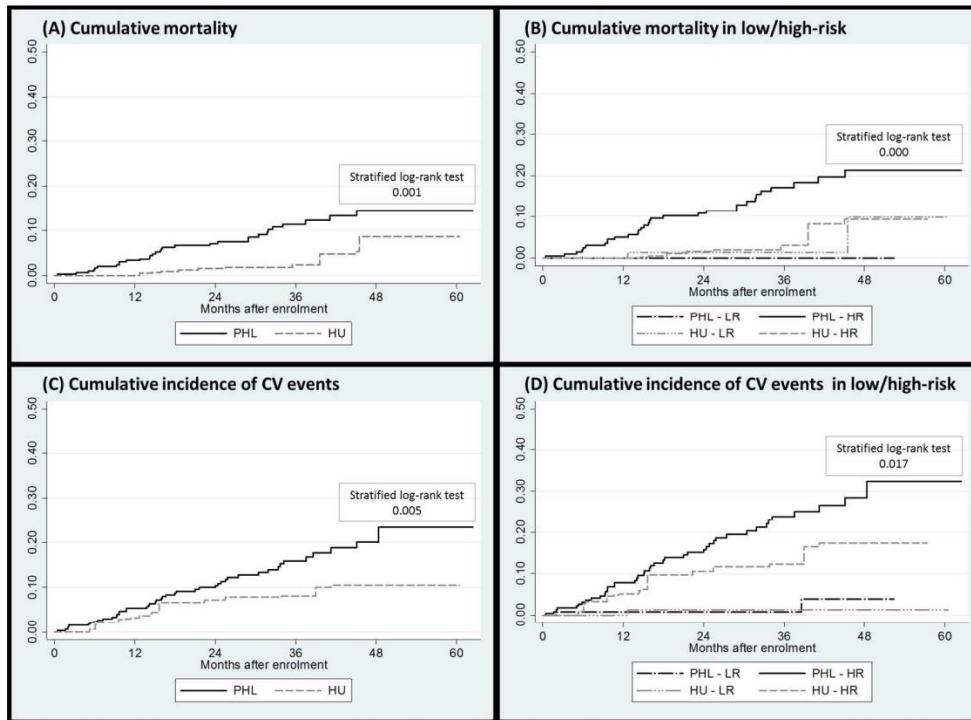 (A) Cumulative mortality
0.50
0.40
0.30
0.20
0.10
0.00
Stratified log-rank test
0.001
0 12 24 36 48 60
Months after enrolment
PHL HU
(B) Cumulative mortality in low/high-risk
0.50
0.40
0.30
0.20
0.10
0.00
Stratified log-rank test
0.000
0 12 24 36 48 60
Months after enrolment
PHL - LR PHL - HR
HU - LR HU - HR
(C) Cumulative incidence of CV events
0.50
0.40
0.30
0.20
0.10
0.00
Stratified log-rank test
0.005
0 12 24 36 48 60
Months after enrolment
PHL HU
(D) Cumulative incidence of CV events in low/high-risk
0.50
0.40
0.30
0.20
0.10
0.00
Stratified log-rank test
0.017
0 12 24 36 48 60
Months after enrolment
PHL - LR PHL - HR
HU - LR HU - HR